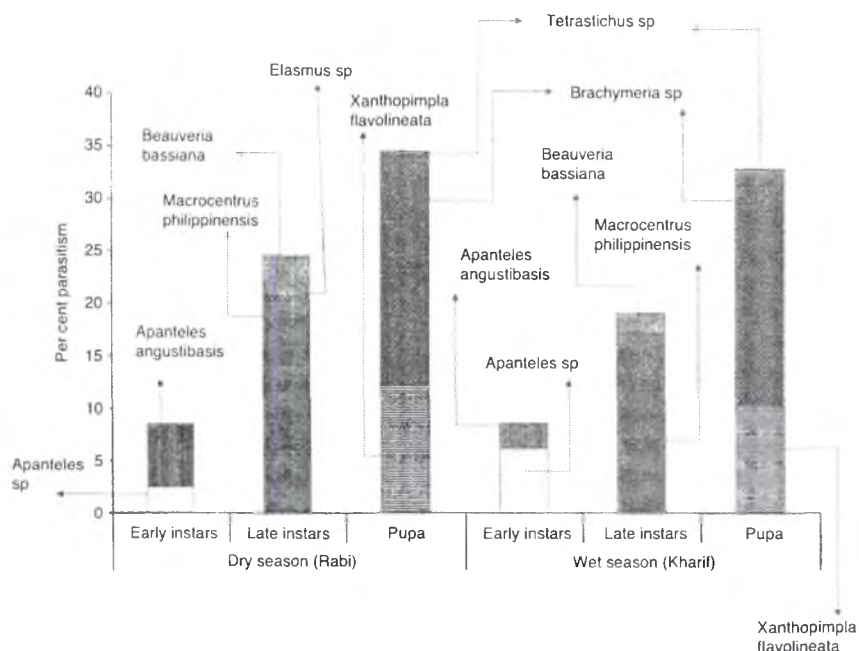 Tetrastichus sp
Elasmus sp
Xanthopimpla
flavolineata
Brachymeria sp
Beauveria
bassiana
Beauveria
bassiana
Macrocentrus
philippinensis
Macrocentrus
philippinensis
Apanteles
angustibasis
Apanteles
angustibasis
Apanteles sp
Apanteles
sp
Per cent parasitism
40
35
30
25
20
15
10
5
0
Early instars Late instars Pupa Early instars Late instars Pupa
Dry season (Rabi) Wet season (Kharif)
Xanthopimpla
flavolineata